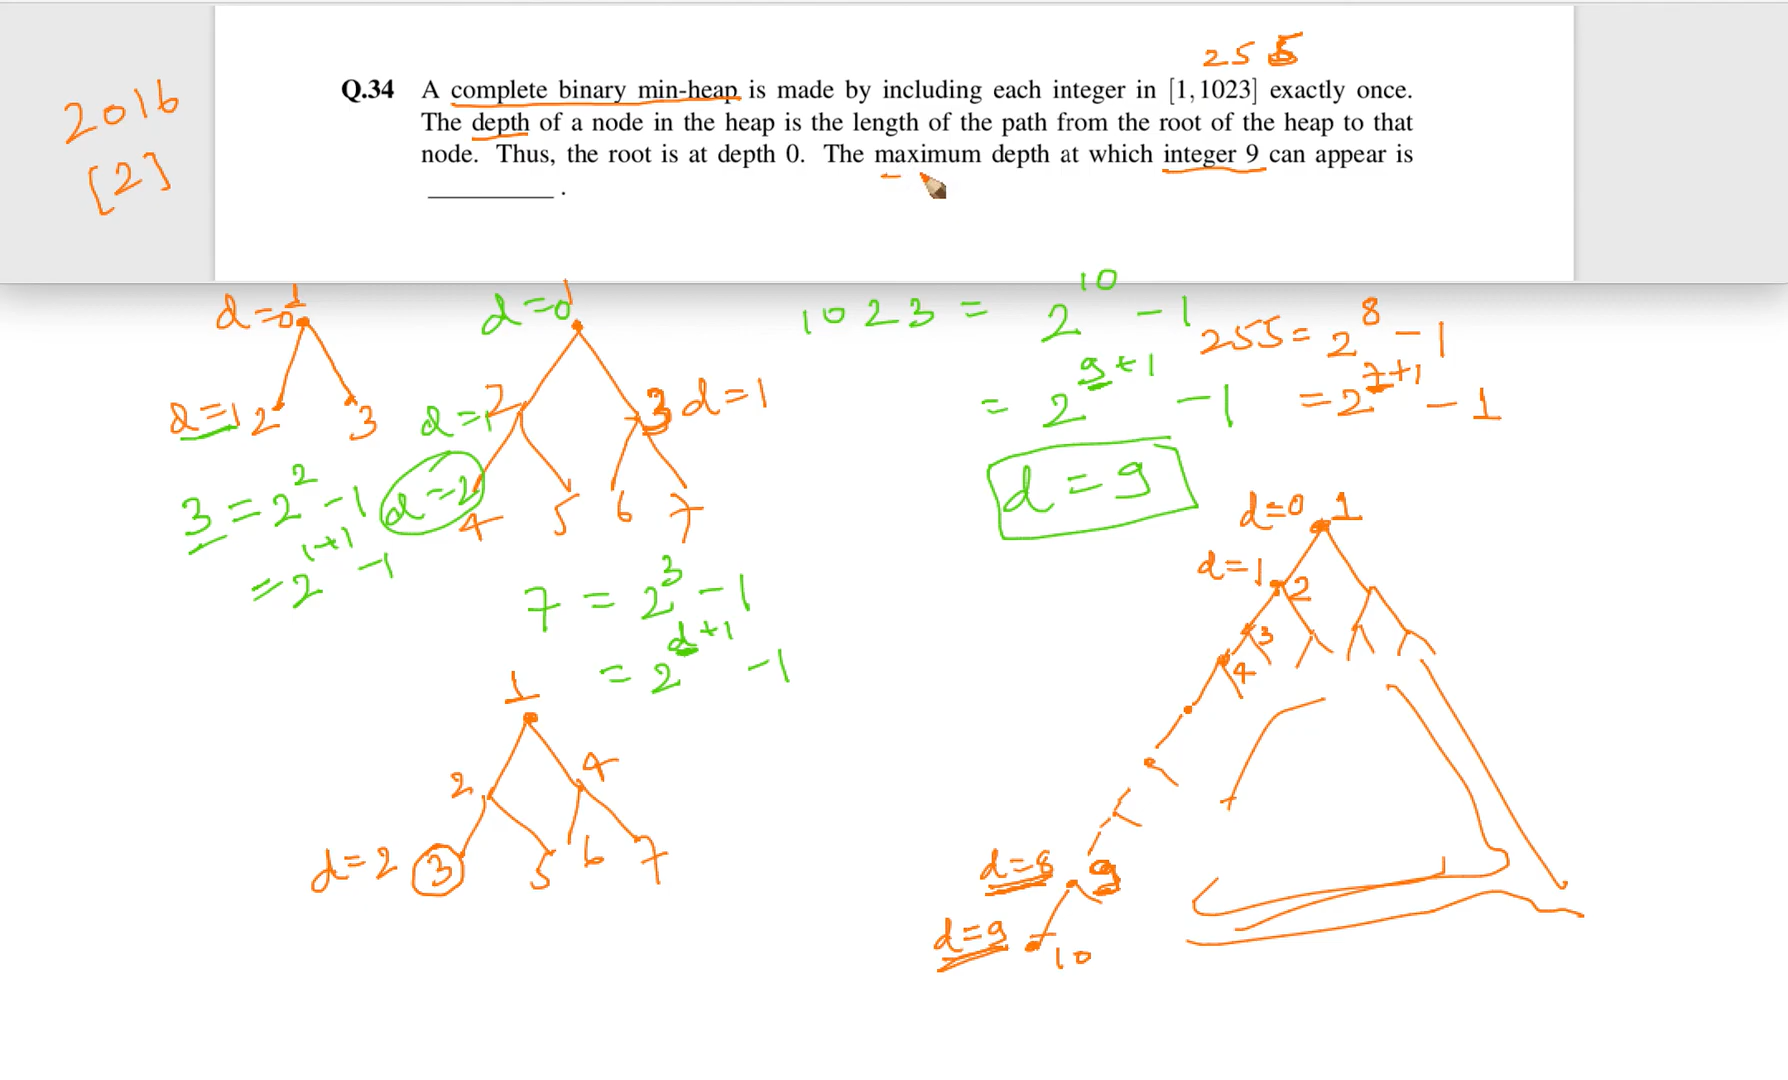 25 5
Q.34 A complete binary min-heap is made by including each integer in [1, 1023] exactly once.
The depth of a node in the heap is the length of the path from the root of the heap to that
node. Thus, the root is at depth 0. The maximum depth at which integer 9 can appear is
__________ .
2016
[2]
d=0 1
d=1 2 3
3 = 2^2 - 1
= 2^1+1 - 1
d=0 1
d=1 2 3 d=1
d=2
4 5 6 7
7 = 2^3 - 1
= 2^d+1 - 1
1
2 4
d=2 3 5 6 7
1023 = 2^10 - 1
= 2^9+1 - 1
d = 9
255 = 2^8 - 1
= 2^7+1 - 1
d=0 1
d=1 2
3
4
d=8 9
d=9 10